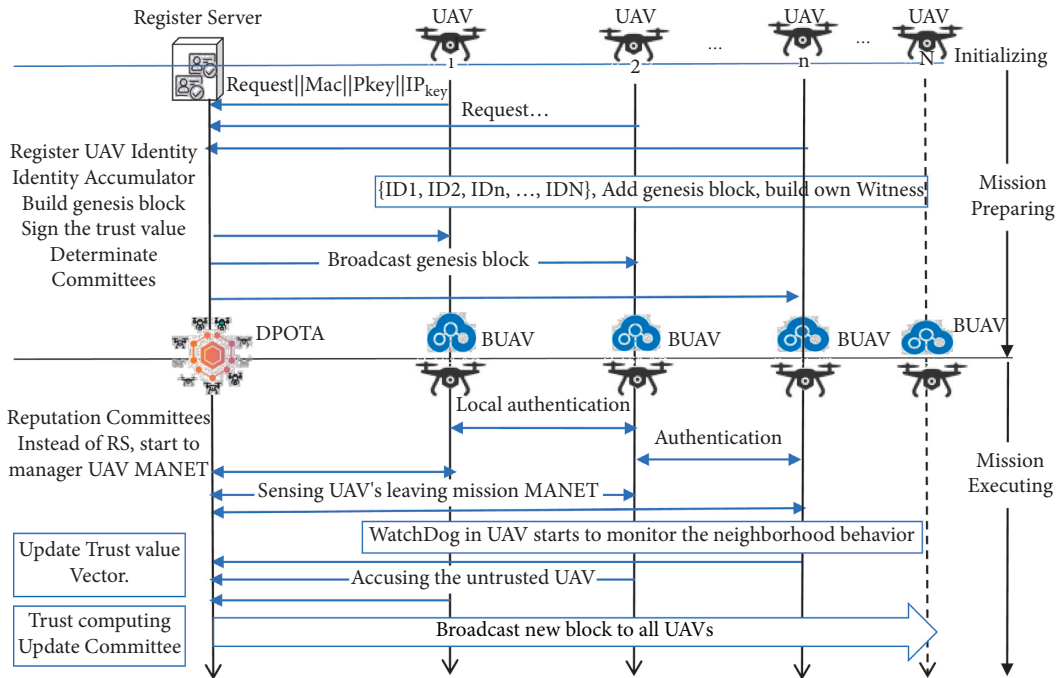 Register Server
UAV
UAV
UAV
UAV
...
...
1
2
n
N
Initializing
Request||Mac||Pkey||IPkey
Request…
Register UAV Identity
Identity Accumulator
Build genesis block
Sign the trust value
Determinate
Committees
{ID1, ID2, IDn, …, IDN}, Add genesis block, build own Witness
Mission
Preparing
Broadcast genesis block
DPOTA
BUAV
BUAV
BUAV
BUAV
Reputation Committees
Instead of RS, start to
manager UAV MANET
Local authentication
Authentication
Mission
Executing
Sensing UAV's leaving mission MANET
WatchDog in UAV starts to monitor the neighborhood behavior
Update Trust value
Vector.
Accusing the untrusted UAV
Trust computing
Update Committee
Broadcast new block to all UAVs